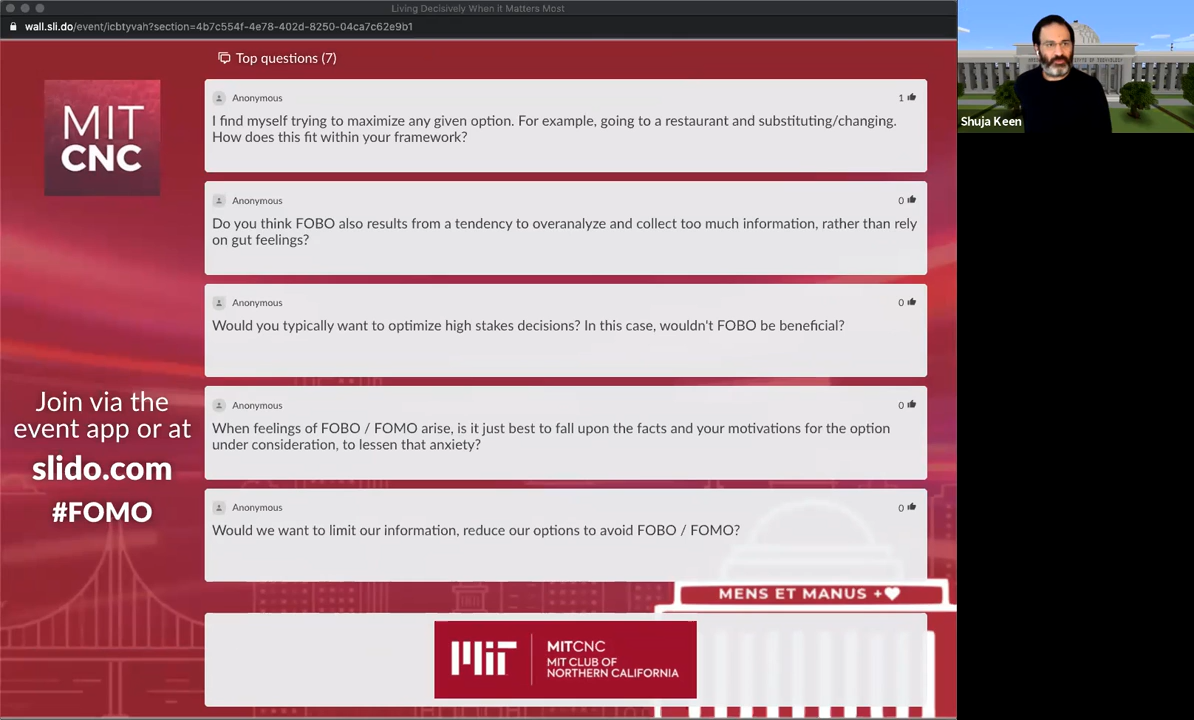 Living Decisively When it Matters Most
wall.sli.do/event/icbtyvah?section=4b7c554f-4e78-402d-8250-04ca7c62e9b1
Top questions (7)
MIT
CNC
Anonymous
1
I find myself trying to maximize any given option. For example, going to a restaurant and substituting/changing.
How does this fit within your framework?
Anonymous
0
Do you think FOBO also results from a tendency to overanalyze and collect too much information, rather than rely
on gut feelings?
Anonymous
0
Would you typically want to optimize high stakes decisions? In this case, wouldn't FOBO be beneficial?
Anonymous
0
When feelings of FOBO / FOMO arise, is it just best to fall upon the facts and your motivations for the option
under consideration, to lessen that anxiety?
Anonymous
0
Would we want to limit our information, reduce our options to avoid FOBO / FOMO?
Join via the
event app or at
slido.com
#FOMO
MENS ET MANUS +
MIT
MITCNC
MIT CLUB OF
NORTHERN CALIFORNIA
Shuja Keen